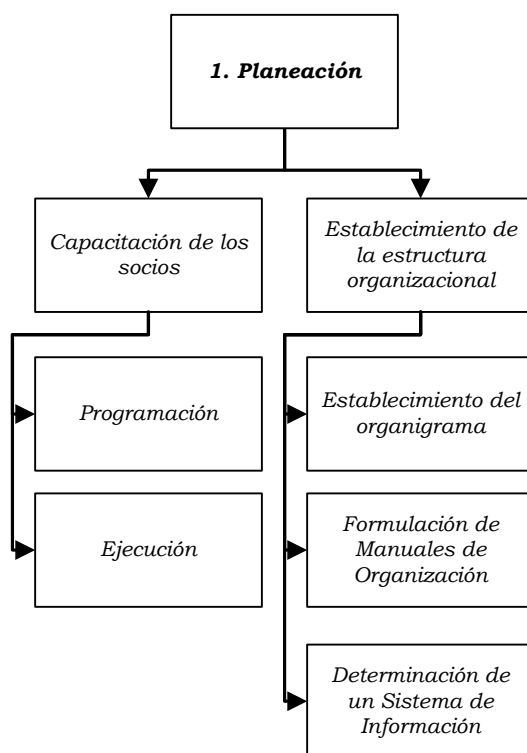 1. Planeación
Capacitación de los
socios
Establecimiento de
la estructura
organizacional
Programación
Establecimiento del
organigrama
Ejecución
Formulación de
Manuales de
Organización
Determinación de
un Sistema de
Información